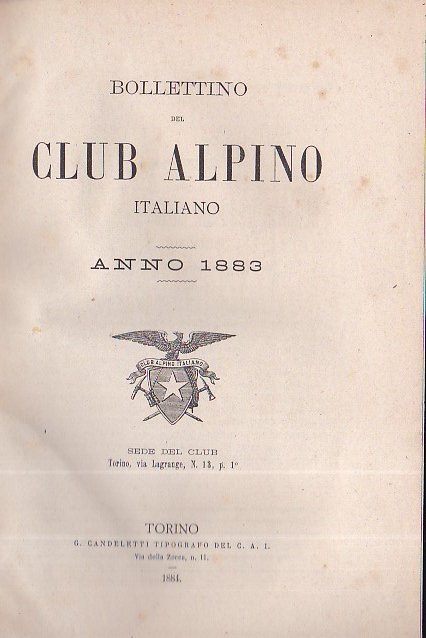 BOLLETTINO
DEL
CLUB ALPINO
ITALIANO
ANNO 1883
CLUB ALPINO ITALIANO
SEDE DEL CLUB
Torino, via Lagrange, N. 13, p. 1º
TORINO
G. CANDELETTI TIPOGRAFO DEL C. A. I.
Via della Zecca, n. 11.
1884.